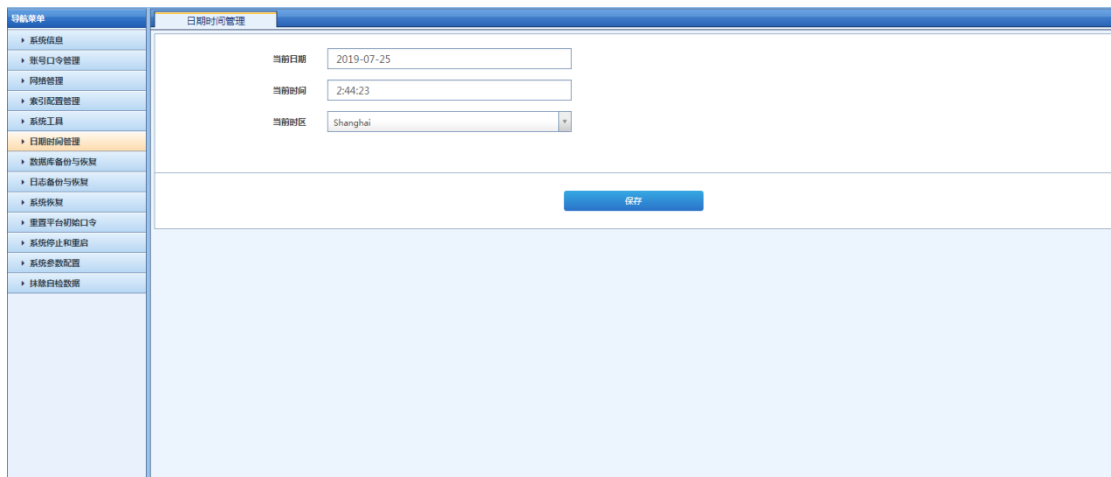 导航菜单
系统信息
账号口令管理
网络管理
索引配置管理
系统工具
日期时间管理
数据库备份与恢复
日志备份与恢复
系统恢复
重置平台初始口令
系统停止和重启
系统参数配置
抹除自检数据
日期时间管理
当前日期 2019-07-25
当前时间 2:44:23
当前时区 Shanghai
保存